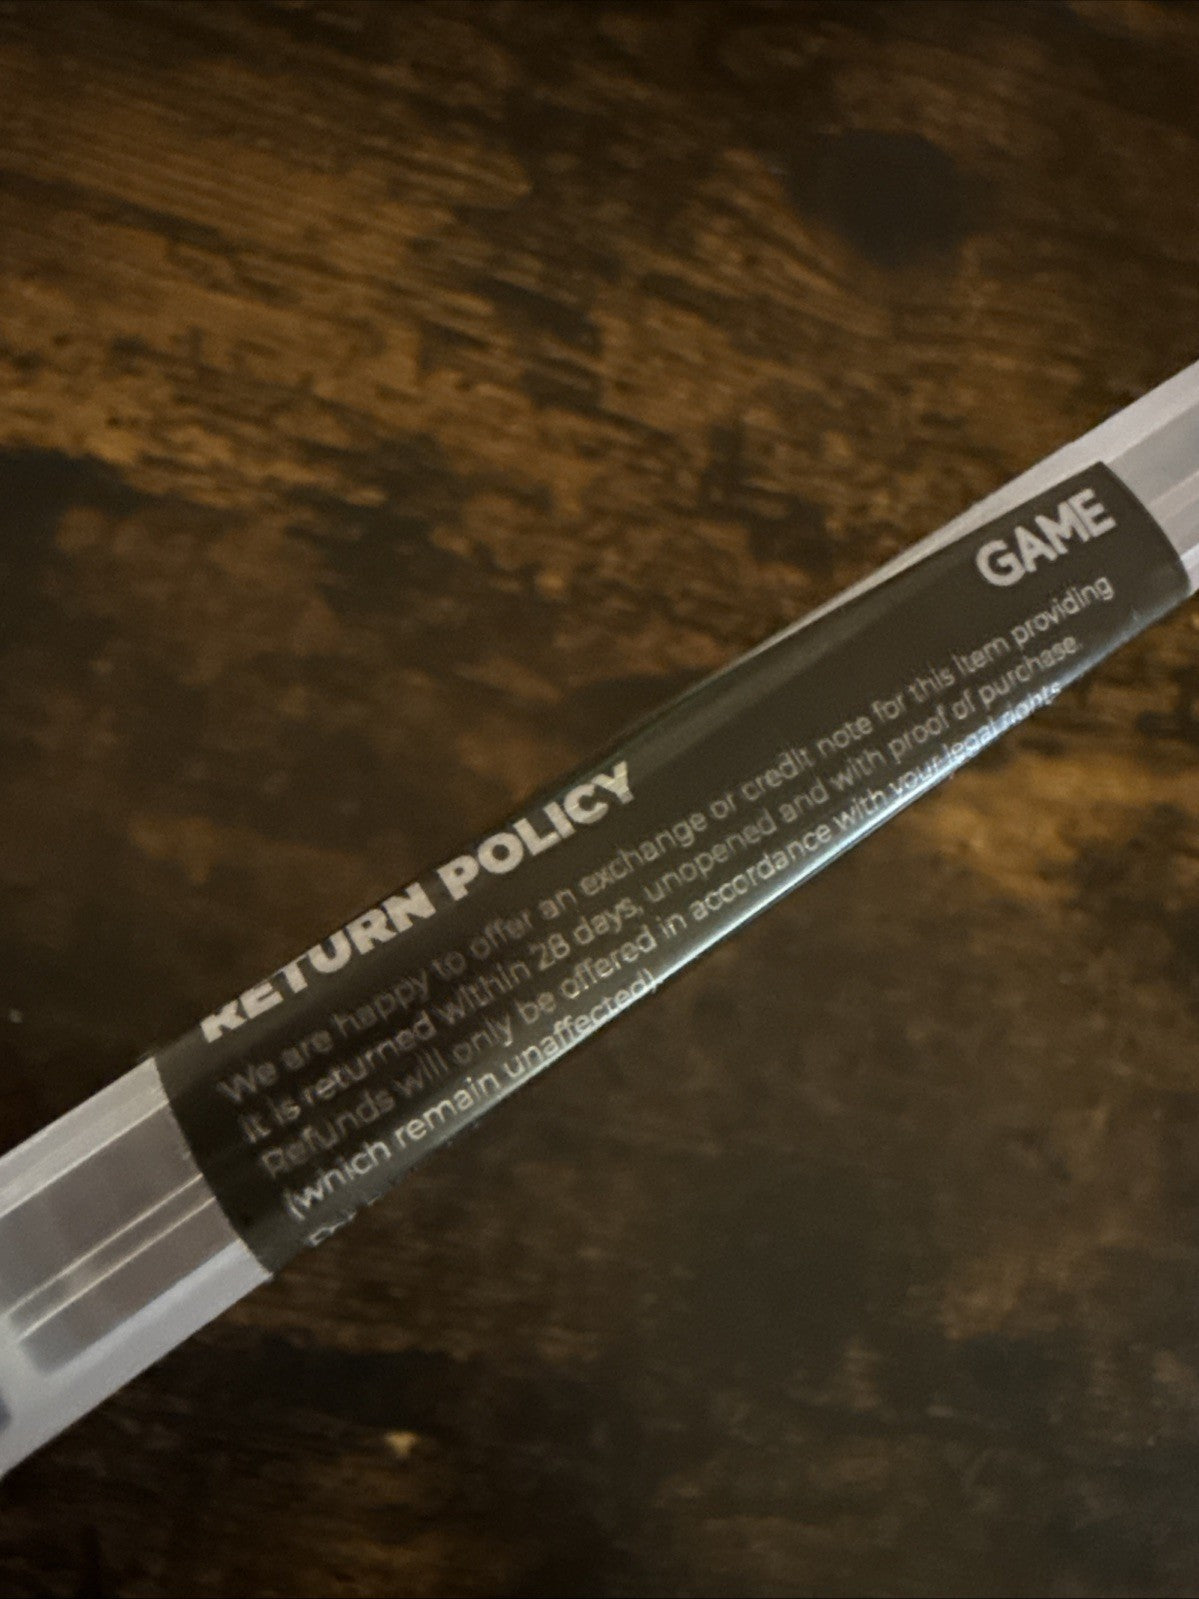 RETURN POLICY
GAME
We are happy to offer an exchange or credit note for this item providing
it is returned within 28 days, unopened and with proof of purchase.
Refunds will only be offered in accordance with your legal rights
(which remain unaffected).